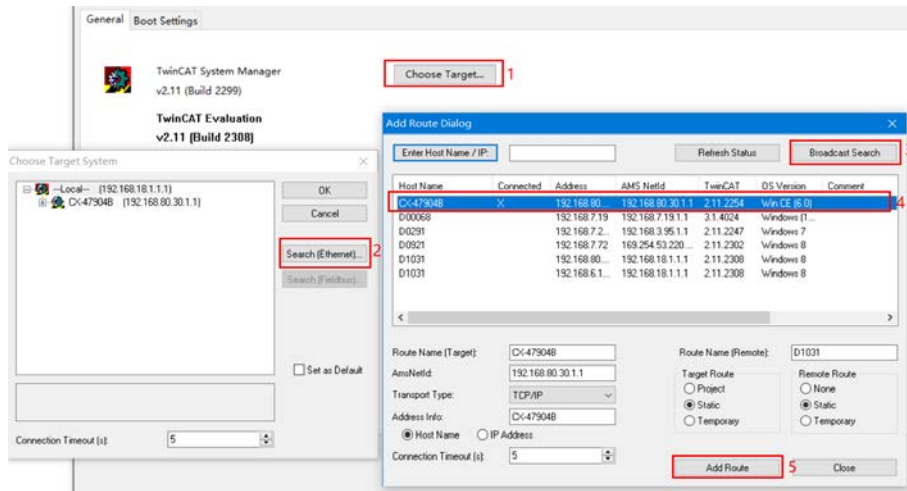 General Boot Settings
TwinCAT System Manager
v2.11 (Build 2299)
Choose Target... 1
TwinCAT Evaluation
v2.11 (Build 2308)
Choose Target System
--Local-- (192.168.18.1.1.1)
CX-47904B (192.168.80.30.1.1)
OK
Cancel
Search (Ethernet)... 2
Search (Fieldbus)...
Set as Default
Connection Timeout (s): 5
Add Route Dialog
Enter Host Name / IP: Refresh Status Broadcast Search
Host Name Connected Address AMS NetId TwinCAT OS Version Comment
CX-47904B X 192.168.80.... 192.168.80.30.1.1 2.11.2254 Win CE (6.0) 4
D00068 192.168.7.19 192.168.7.19.1.1 3.1.4024 Windows (1...
D0291 192.168.7.2... 192.168.3.95.1.1 2.11.2247 Windows 7
D0921 192.168.7.72 169.254.53.220.... 2.11.2302 Windows 8
D1031 192.168.80.... 192.168.18.1.1.1 2.11.2308 Windows 8
D1031 192.168.6.1... 192.168.18.1.1.1 2.11.2308 Windows 8
Route Name (Target): CX-47904B Route Name (Remote): D1031
AmsNetId: 192.168.80.30.1.1
Transport Type: TCP/IP
Address Info: CX-47904B
Host Name IP Address
Connection Timeout (s): 5
Target Route
Project
Static
Temporary
Remote Route
None
Static
Temporary
Add Route 5 Close